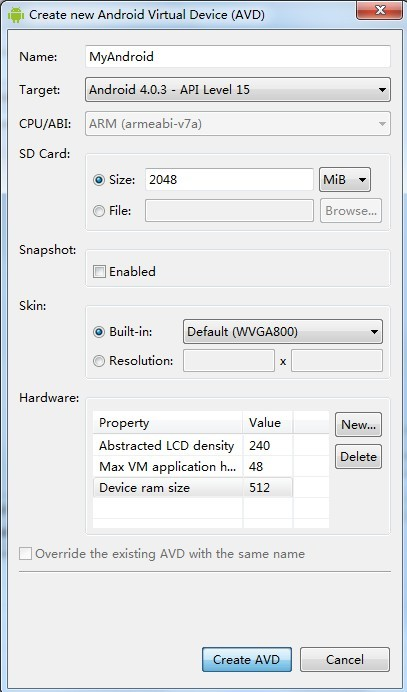 Create new Android Virtual Device (AVD)
Name: MyAndroid
Target: Android 4.0.3 - API Level 15
CPU/ABI: ARM (armeabi-v7a)
SD Card:
Size: 2048 MiB
File: Browse...
Snapshot:
Enabled
Skin:
Built-in: Default (WVGA800)
Resolution: x
Hardware:
Property Value New...
Abstracted LCD density 240
Max VM application h... 48 Delete
Device ram size 512
Override the existing AVD with the same name
Create AVD Cancel